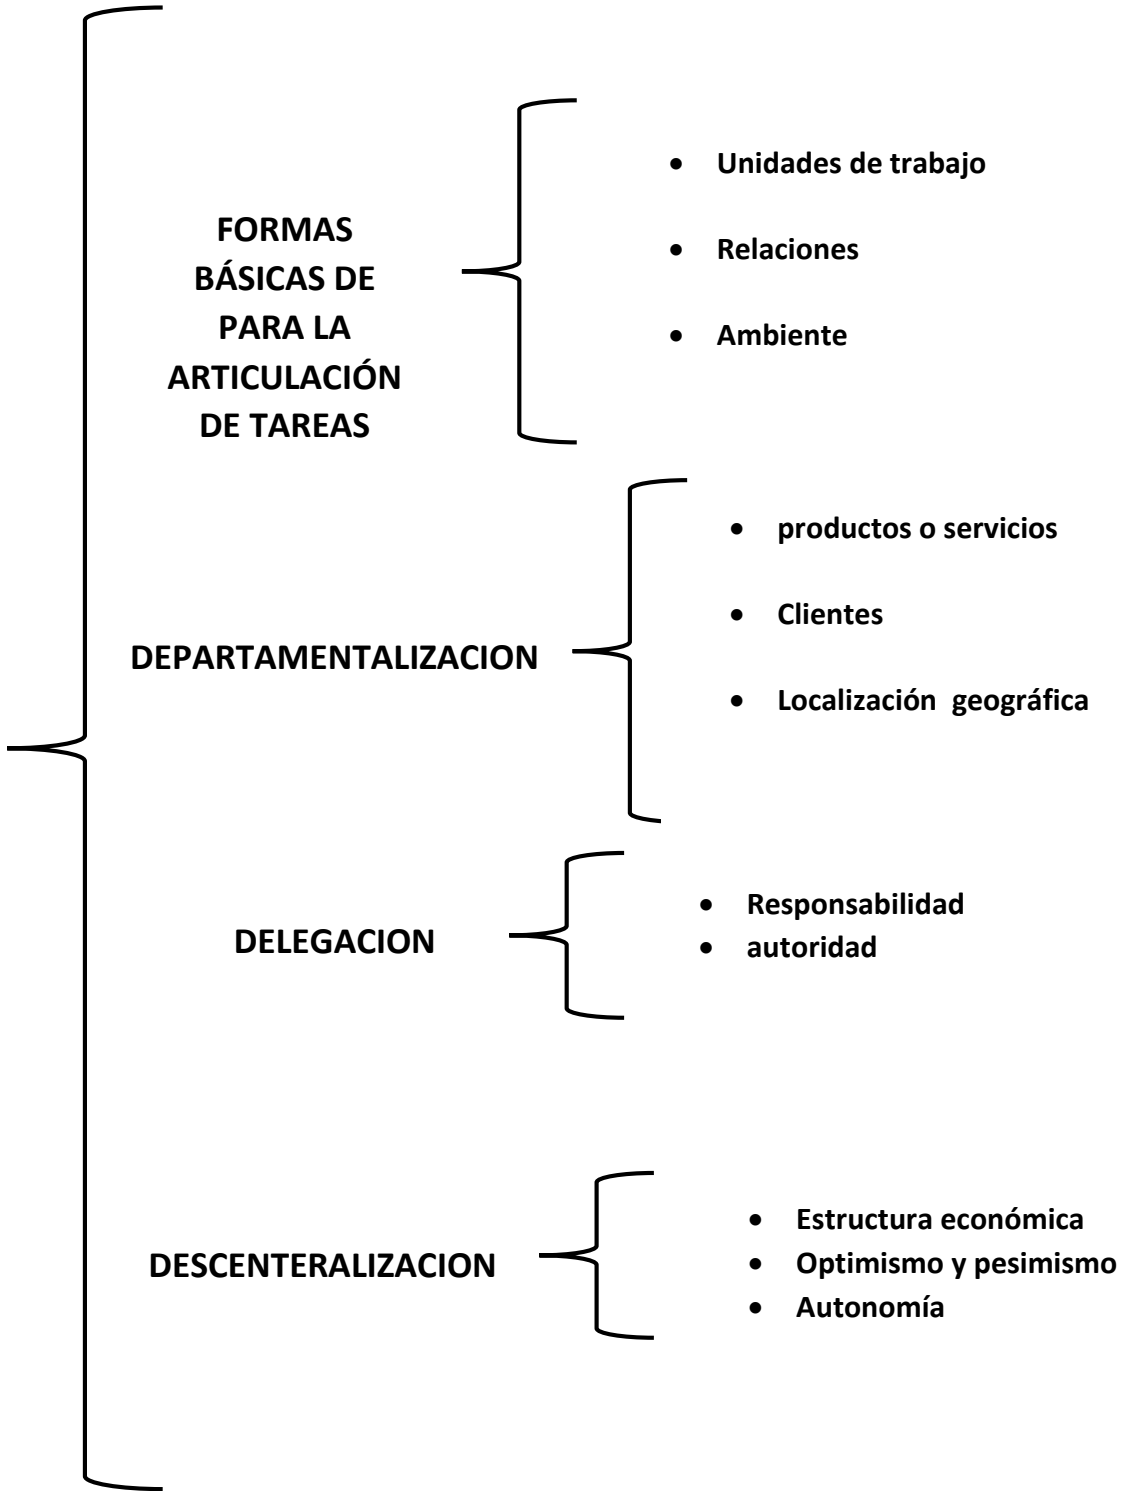 FORMAS
BÁSICAS DE
PARA LA
ARTICULACIÓN
DE TAREAS
• Unidades de trabajo
• Relaciones
• Ambiente
DEPARTAMENTALIZACION
• productos o servicios
• Clientes
• Localización  geográfica
DELEGACION
• Responsabilidad
• autoridad
DESCENTERALIZACION
• Estructura económica
• Optimismo y pesimismo
• Autonomía